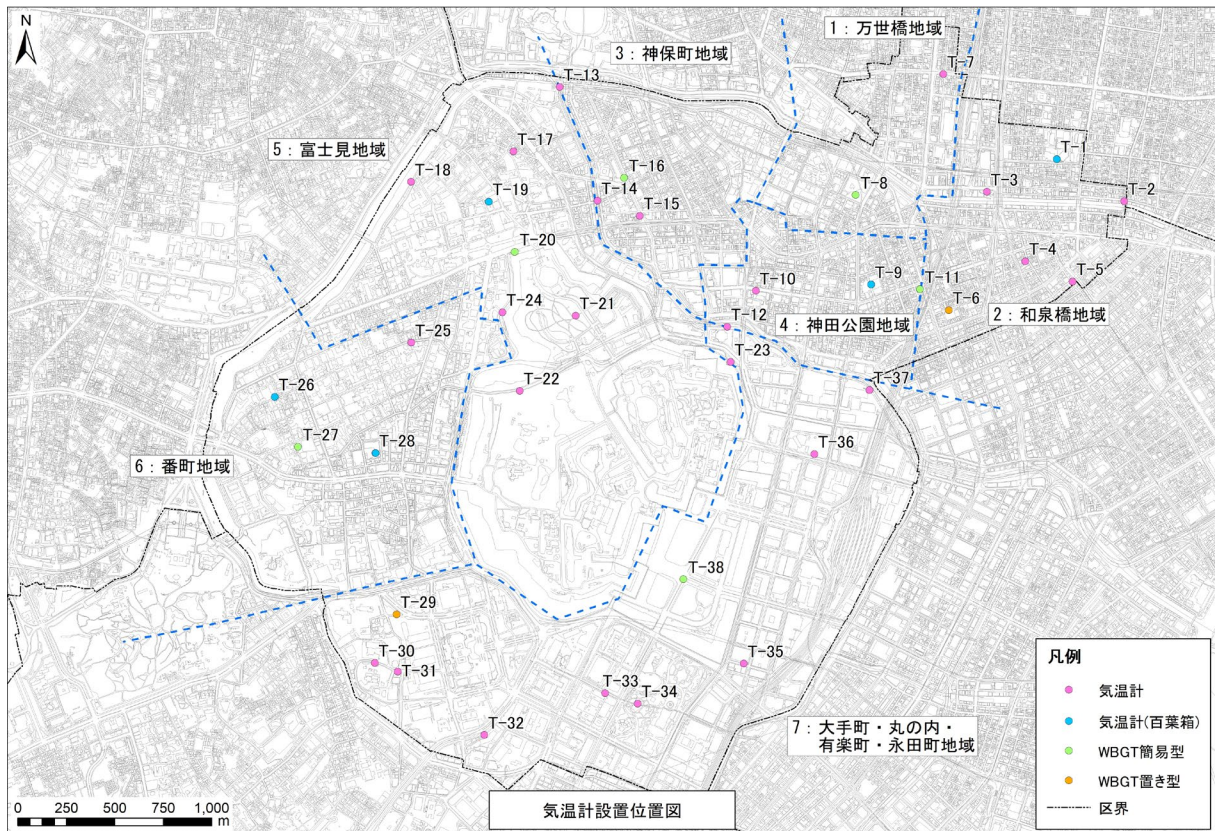 N
1：万世橋地域
3：神保町地域
T-7
T-13
5：富士見地域
T-17
T-1
T-16
T-18
T-8
T-3
T-19
T-14
T-2
T-15
T-20
T-4
T-9
T-5
T-10
T-11
T-24
T-21
T-6
4：神田公園地域
2：和泉橋地域
T-12
T-25
T-23
T-22
T-37
T-26
T-27
T-28
T-36
6：番町地域
T-38
T-29
T-30
T-31
T-35
T-33
T-34
T-32
7：大手町・丸の内・
有楽町・永田町地域
凡例
気温計
気温計(百葉箱)
WBGT簡易型
WBGT置き型
区界
0 250 500 750 1,000
m
気温計設置位置図